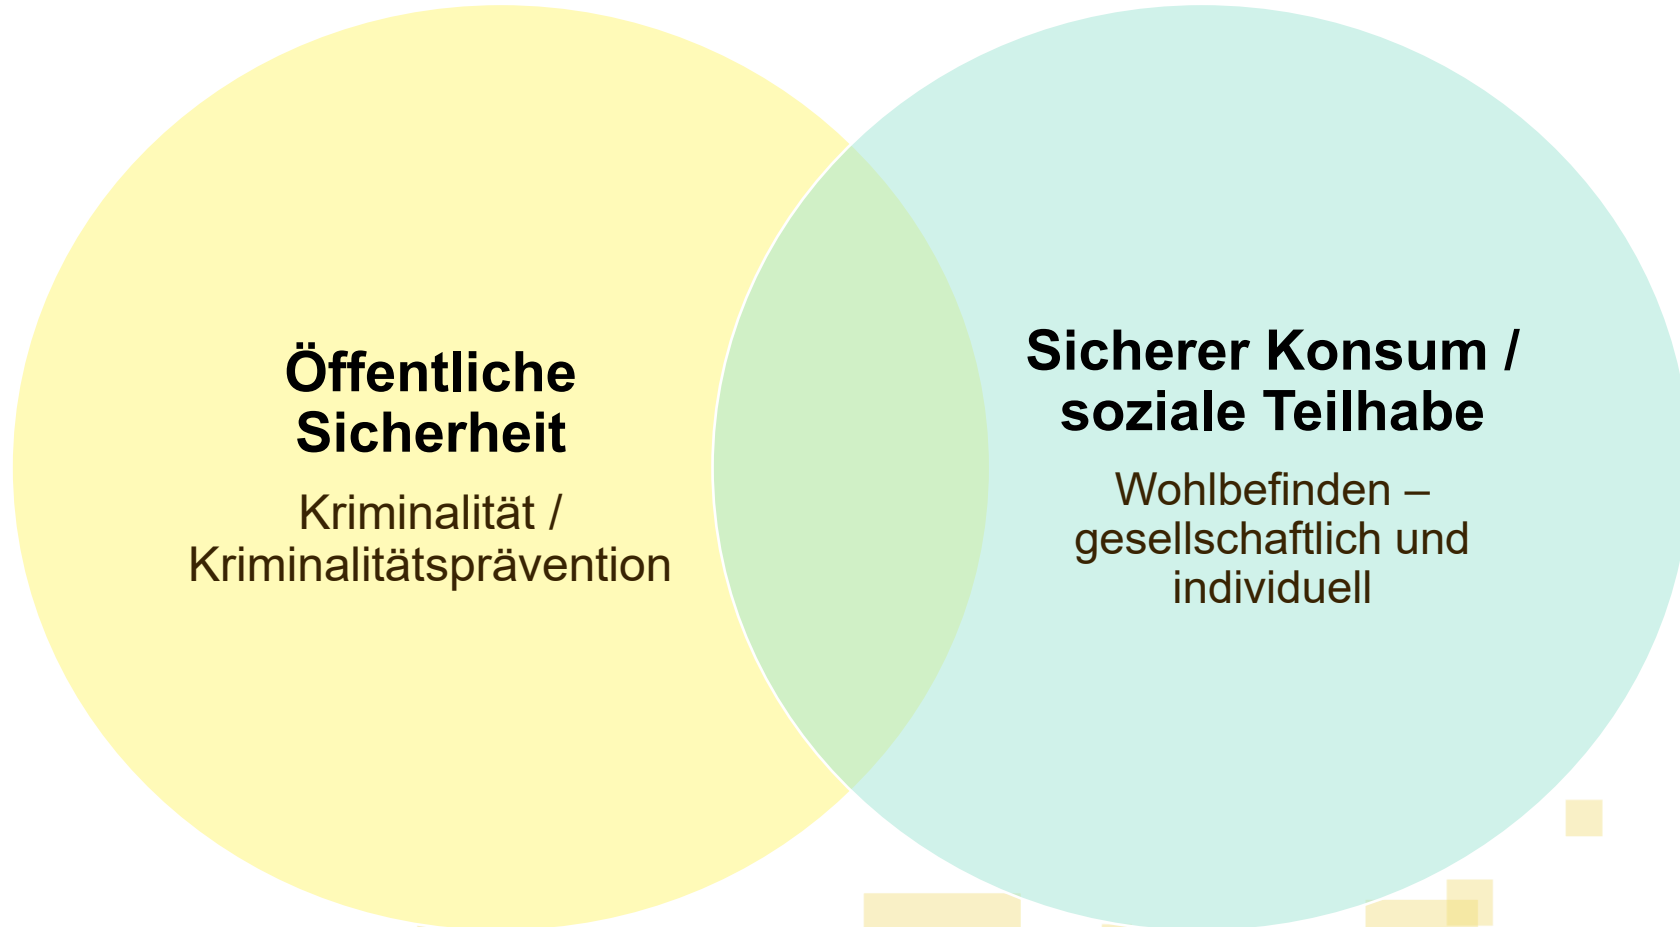 Öffentliche
Sicherheit
Kriminalität /
Kriminalitätsprävention
Sicherer Konsum /
soziale Teilhabe
Wohlbefinden –
gesellschaftlich und
individuell